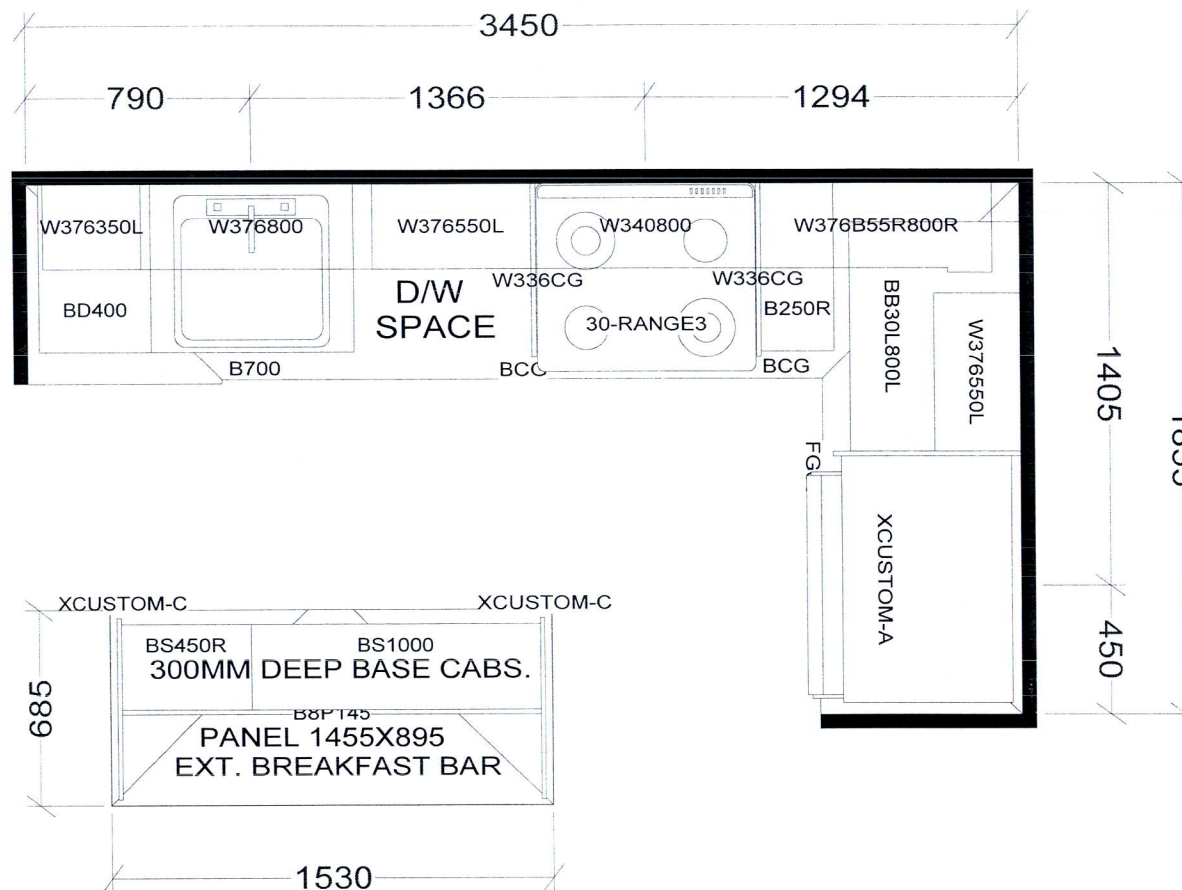 3450
790
1366
1294
W376350L
W376800
W376550L
W340800
W376B55R800R
W336CG
W336CG
D/W
SPACE
BD400
30-RANGE3
B250R
BB30L800L
W376550L
B700
BCG
BCG
1405
FG
XCUSTOM-A
450
XCUSTOM-C
XCUSTOM-C
BS450R
BS1000
300MM DEEP BASE CABS.
685
PANEL 1455X895
EXT. BREAKFAST BAR
1530